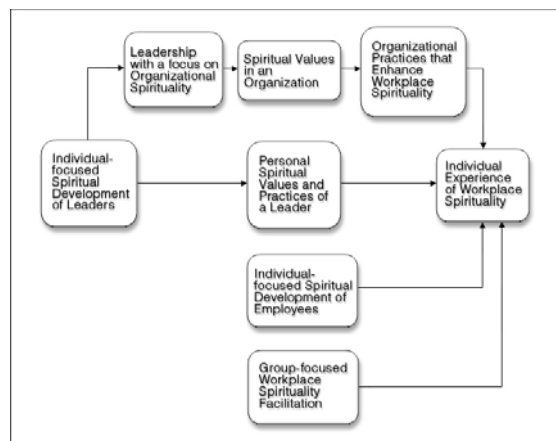 Leadership
with a focus on
Organizational
Spirituality
Spiritual Values
in an
Organization
Organizational
Practices that
Enhance
Workplace
Spirituality
Individual-
focused
Spiritual
Development
of Leaders
Personal
Spiritual
Values and
Practices of
a Leader
Individual
Experience
of Workplace
Spirituality
Individual-
focused Spiritual
Development of
Employees
Group-focused
Workplace
Spirituality
Facilitation